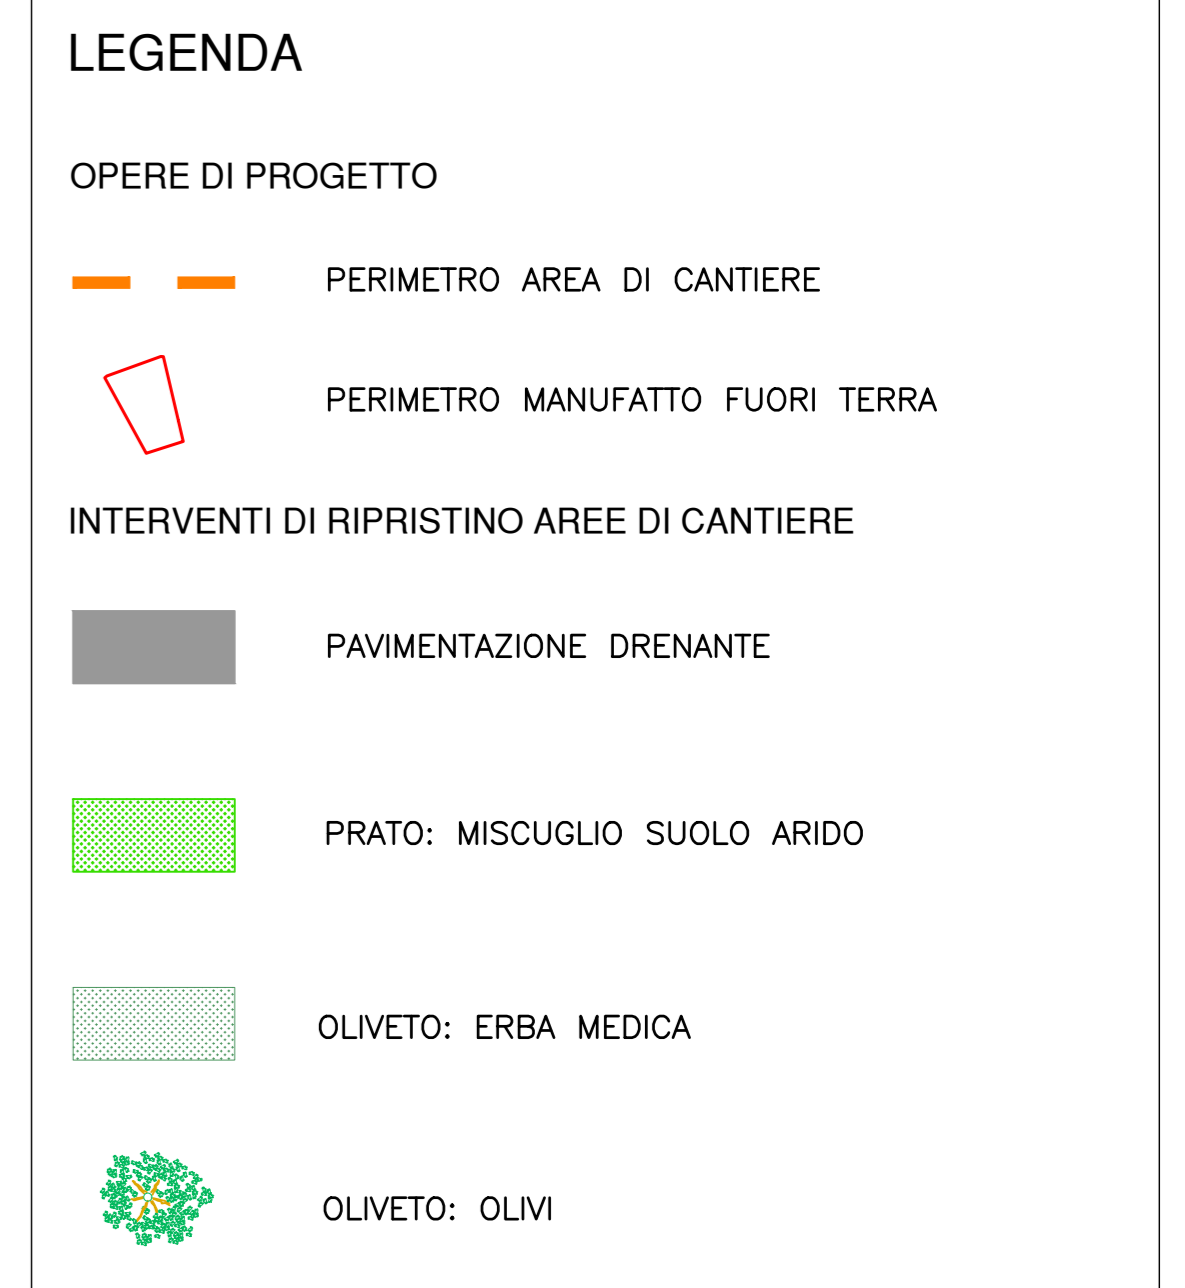 LEGENDA
OPERE DI PROGETTO
PERIMETRO AREA DI CANTIERE
PERIMETRO MANUFATTO FUORI TERRA
INTERVENTI DI RIPRISTINO AREE DI CANTIERE
PAVIMENTAZIONE DRENANTE
PRATO: MISCUGLIO SUOLO ARIDO
OLIVETO: ERBA MEDICA
OLIVETO: OLIVI